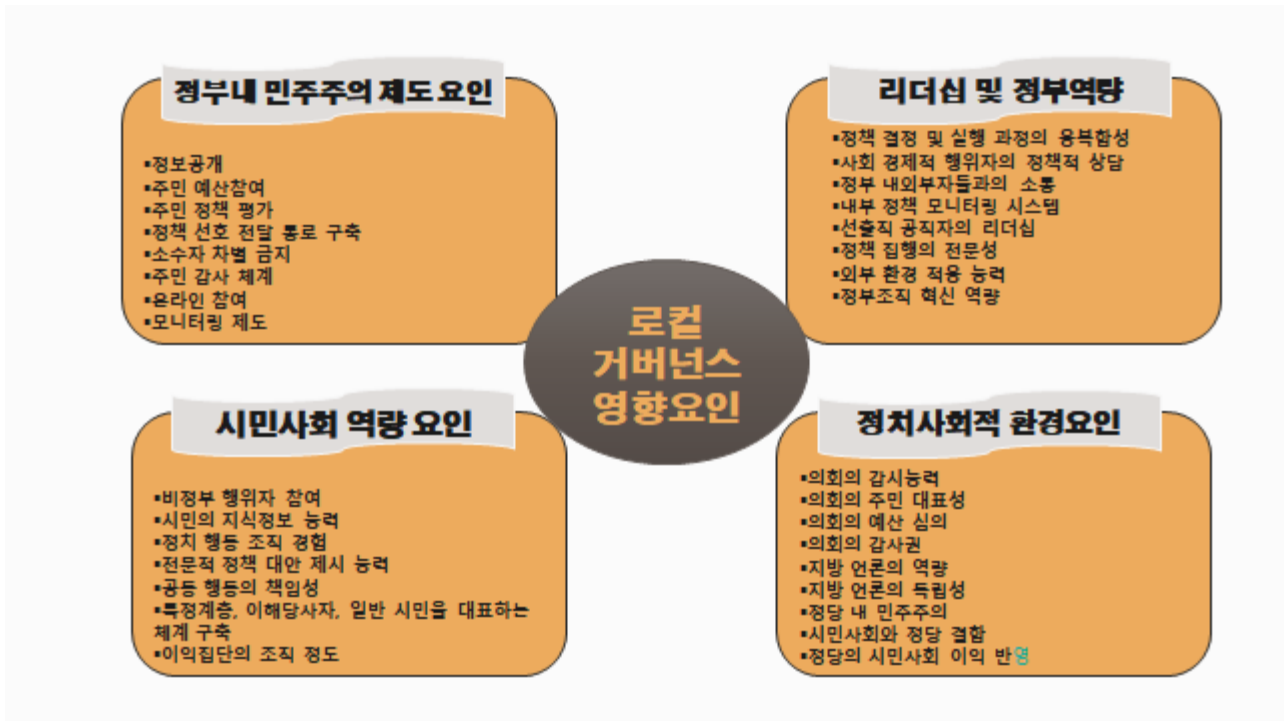 정부내 민주주의 제도 요인
▪정보공개
▪주민 예산참여
▪주민 정책 평가
▪정책 선호 전달 통로 구축
▪소수자 차별 금지
▪주민 감사 체계
▪온라인 참여
▪모니터링 제도
리더십 및 정부역량
▪정책 결정 및 실행 과정의 융복합성
▪사회 경제적 행위자의 정책적 상담
▪정부 내외부자들과의 소통
▪내부 정책 모니터링 시스템
▪선출직 공직자의 리더십
▪정책 집행의 전문성
▪외부 환경 적응 능력
▪정부조직 혁신 역량
로컬
거버넌스
영향요인
시민사회 역량 요인
▪비정부 행위자 참여
▪시민의 지식정보 능력
▪정치 행동 조직 경험
▪전문적 정책 대안 제시 능력
▪공동 행동의 책임성
▪특정계층, 이해당사자, 일반 시민을 대표하는
체계 구축
▪이익집단의 조직 정도
정치사회적 환경요인
▪의회의 감시능력
▪의회의 주민 대표성
▪의회의 예산 심의
▪의회의 감사권
▪지방 언론의 역량
▪지방 언론의 독립성
▪정당 내 민주주의
▪시민사회와 정당 결합
▪정당의 시민사회 이익 반영